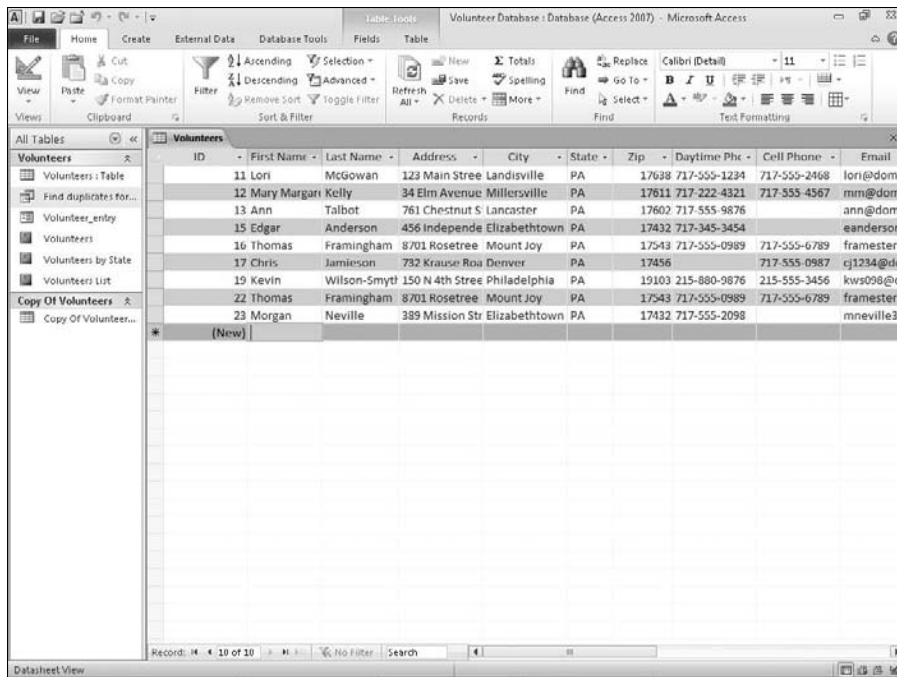 Table Tools
Volunteer Database : Database (Access 2007) - Microsoft Access
File Home Create External Data Database Tools Fields Table
View
Views
Paste
Cut
Copy
Format Painter
Clipboard
Filter
Ascending
Descending
Remove Sort
Selection
Advanced
Toggle Filter
Sort & Filter
Refresh All
New
Save
Delete
Totals
Spelling
More
Records
Find
Replace
Go To
Select
Find
Calibri (Detail) 11
B I U
Text Formatting
All Tables
Volunteers
Volunteers : Table
Find duplicates for...
Volunteer_entry
Volunteers
Volunteers by State
Volunteers List
Copy Of Volunteers
Copy Of Volunteer...
Volunteers
ID First Name Last Name Address City State Zip Daytime Phc Cell Phone Email
11 Lori McGowan 123 Main Stree Landisville PA 17638 717-555-1234 717-555-2468 lori@dom
12 Mary Margare Kelly 34 Elm Avenue Millersville PA 17611 717-222-4321 717-555-4567 mm@dom
13 Ann Talbot 761 Chestnut S Lancaster PA 17602 717-555-9876 ann@dom
15 Edgar Anderson 456 Independe Elizabethtown PA 17432 717-345-3454 eanderso
16 Thomas Framingham 8701 Rosetree Mount Joy PA 17543 717-555-0989 717-555-6789 framester
17 Chris Jamieson 732 Krause Roa Denver PA 17456 717-555-0987 cj1234@d
19 Kevin Wilson-Smyth 150 N 4th Street Philadelphia PA 19103 215-880-9876 215-555-3456 kws098@
22 Thomas Framingham 8701 Rosetree Mount Joy PA 17543 717-555-0989 717-555-6789 framester
23 Morgan Neville 389 Mission Str Elizabethtown PA 17432 717-555-2098 mneville3
* (New)
Record: 10 of 10 No Filter Search
Datasheet View